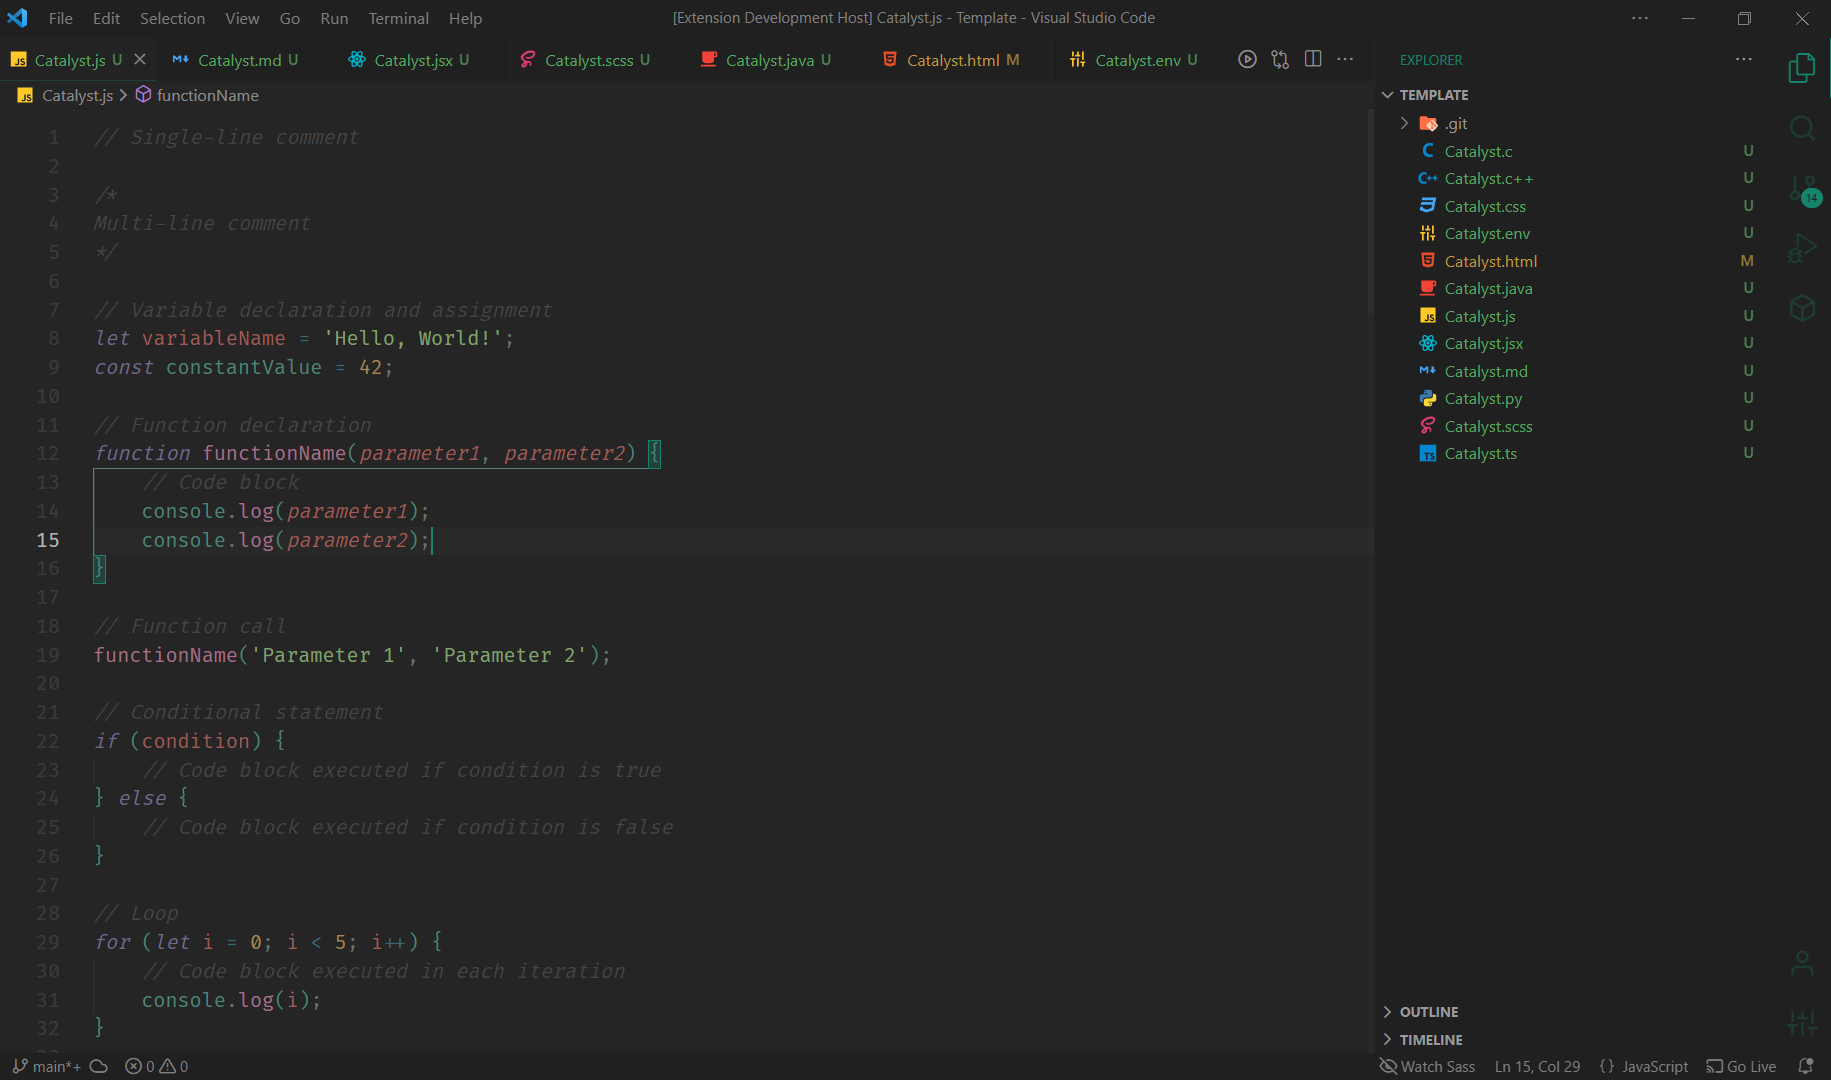 File Edit Selection View Go Run Terminal Help
[Extension Development Host] Catalyst.js - Template - Visual Studio Code
JS Catalyst.js U
Catalyst.md U
Catalyst.jsx U
Catalyst.scss U
Catalyst.java U
Catalyst.html M
Catalyst.env U
JS Catalyst.js > functionName
1 // Single-line comment
2
3 /*
4 Multi-line comment
5 */
6
7 // Variable declaration and assignment
8 let variableName = 'Hello, World!';
9 const constantValue = 42;
10
11 // Function declaration
12 function functionName(parameter1, parameter2) {
13     // Code block
14     console.log(parameter1);
15     console.log(parameter2);
16 }
17
18 // Function call
19 functionName('Parameter 1', 'Parameter 2');
20
21 // Conditional statement
22 if (condition) {
23     // Code block executed if condition is true
24 } else {
25     // Code block executed if condition is false
26 }
27
28 // Loop
29 for (let i = 0; i < 5; i++) {
30     // Code block executed in each iteration
31     console.log(i);
32 }
EXPLORER
TEMPLATE
.git
C Catalyst.c U
C++ Catalyst.c++ U
Catalyst.css U
Catalyst.env U
Catalyst.html M
Catalyst.java U
JS Catalyst.js U
Catalyst.jsx U
Catalyst.md U
Catalyst.py U
Catalyst.scss U
TS Catalyst.ts U
OUTLINE
TIMELINE
14
main*+ 0 0
Watch Sass Ln 15, Col 29 {} JavaScript Go Live